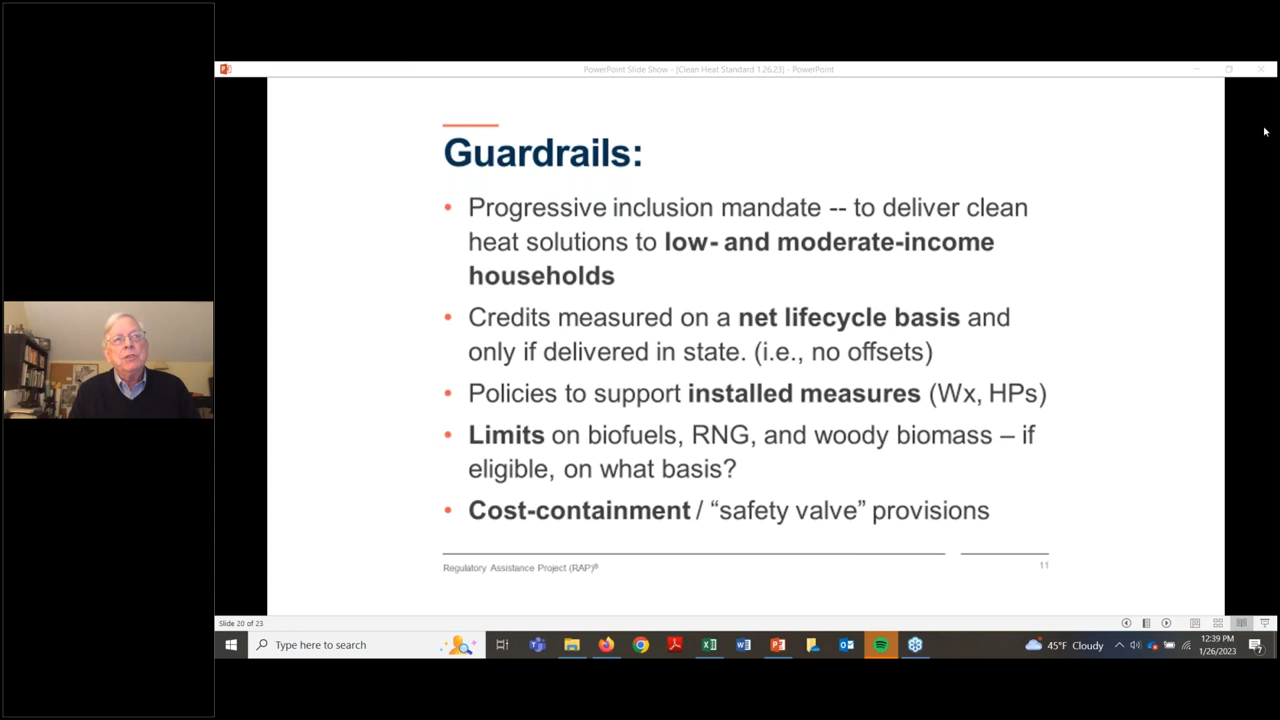 PowerPoint Slide Show - [Clean Heat Standard 1.26.23] - PowerPoint
Guardrails:
• Progressive inclusion mandate -- to deliver clean
heat solutions to low- and moderate-income
households
• Credits measured on a net lifecycle basis and
only if delivered in state. (i.e., no offsets)
• Policies to support installed measures (Wx, HPs)
• Limits on biofuels, RNG, and woody biomass – if
eligible, on what basis?
• Cost-containment / “safety valve” provisions
Regulatory Assistance Project (RAP)®
11
Slide 20 of 23
Type here to search
45°F Cloudy
12:39 PM
1/26/2023
7